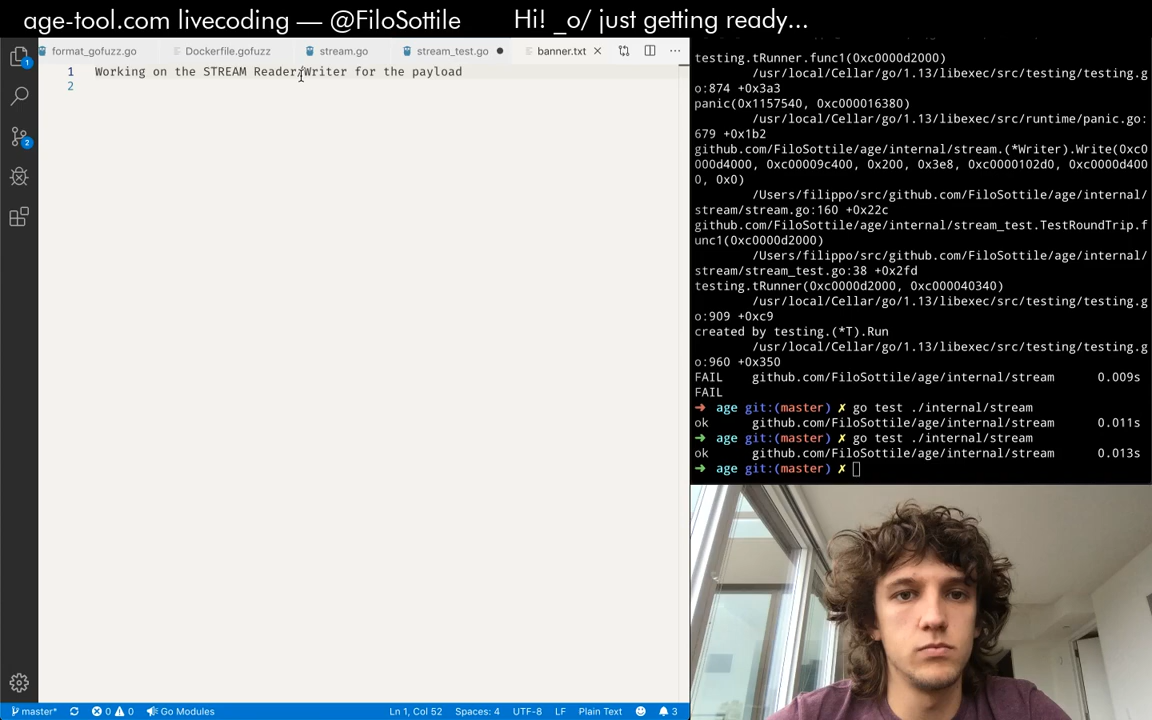 age-tool.com livecoding — @FiloSottile
Hi! _o/ just getting ready...
format_gofuzz.go
Dockerfile.gofuzz
stream.go
stream_test.go
banner.txt
1 Working on the STREAM Reader/Writer for the payload
2
testing.tRunner.func1(0xc0000d2000)
/usr/local/Cellar/go/1.13/libexec/src/testing/testing.g
o:874 +0x3a3
panic(0x1157540, 0xc000016380)
/usr/local/Cellar/go/1.13/libexec/src/runtime/panic.go:
679 +0x1b2
github.com/FiloSottile/age/internal/stream.(*Writer).Write(0xc0
000d4000, 0xc00009c400, 0x200, 0x3e8, 0xc0000102d0, 0xc0000d400
0, 0x0)
/Users/filippo/src/github.com/FiloSottile/age/internal/
stream/stream.go:160 +0x22c
github.com/FiloSottile/age/internal/stream_test.TestRoundTrip.f
unc1(0xc0000d2000)
/Users/filippo/src/github.com/FiloSottile/age/internal/
stream/stream_test.go:38 +0x2fd
testing.tRunner(0xc0000d2000, 0xc000040340)
/usr/local/Cellar/go/1.13/libexec/src/testing/testing.g
o:909 +0xc9
created by testing.(*T).Run
/usr/local/Cellar/go/1.13/libexec/src/testing/testing.g
o:960 +0x350
FAIL github.com/FiloSottile/age/internal/stream 0.009s
FAIL
➜ age git:(master) ✗ go test ./internal/stream
ok github.com/FiloSottile/age/internal/stream 0.011s
➜ age git:(master) ✗ go test ./internal/stream
ok github.com/FiloSottile/age/internal/stream 0.013s
➜ age git:(master) ✗
1
2
master* 0 0 Go Modules Ln 1, Col 52 Spaces: 4 UTF-8 LF Plain Text 3